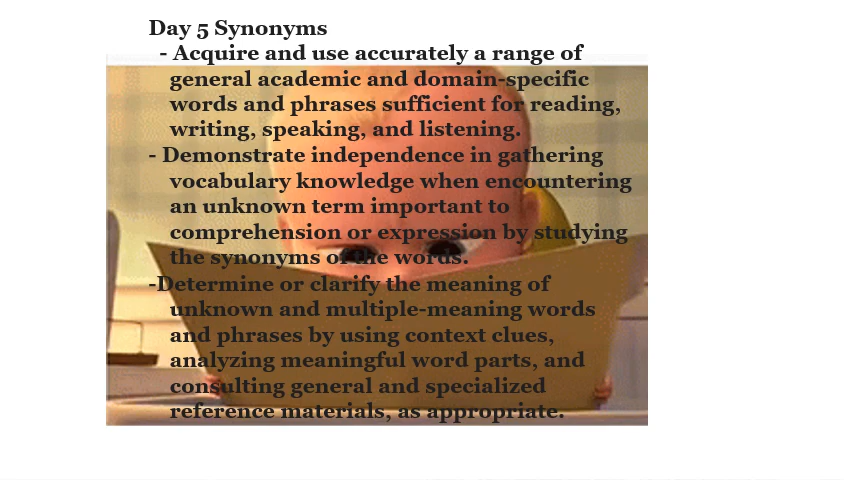 Day 5 Synonyms
- Acquire and use accurately a range of
general academic and domain-specific
words and phrases sufficient for reading,
writing, speaking, and listening.
- Demonstrate independence in gathering
vocabulary knowledge when encountering
an unknown term important to
comprehension or expression by studying
the synonyms of the words.
-Determine or clarify the meaning of
unknown and multiple-meaning words
and phrases by using context clues,
analyzing meaningful word parts, and
consulting general and specialized
reference materials, as appropriate.